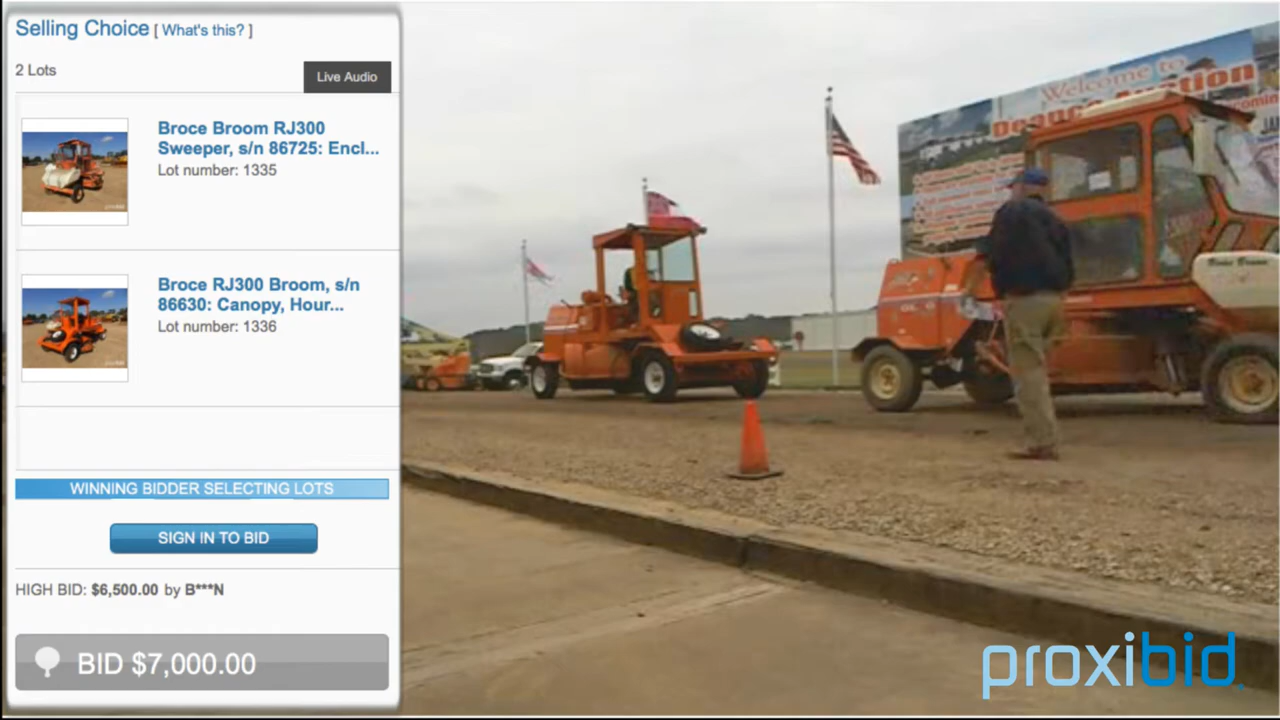 Selling Choice [ What's this? ]
2 Lots
Live Audio
Broce Broom RJ300
Sweeper, s/n 86725: Encl...
Lot number: 1335
Broce RJ300 Broom, s/n
86630: Canopy, Hour...
Lot number: 1336
WINNING BIDDER SELECTING LOTS
SIGN IN TO BID
HIGH BID: $6,500.00 by B***N
BID $7,000.00
Welcome to
Auction
proxibid